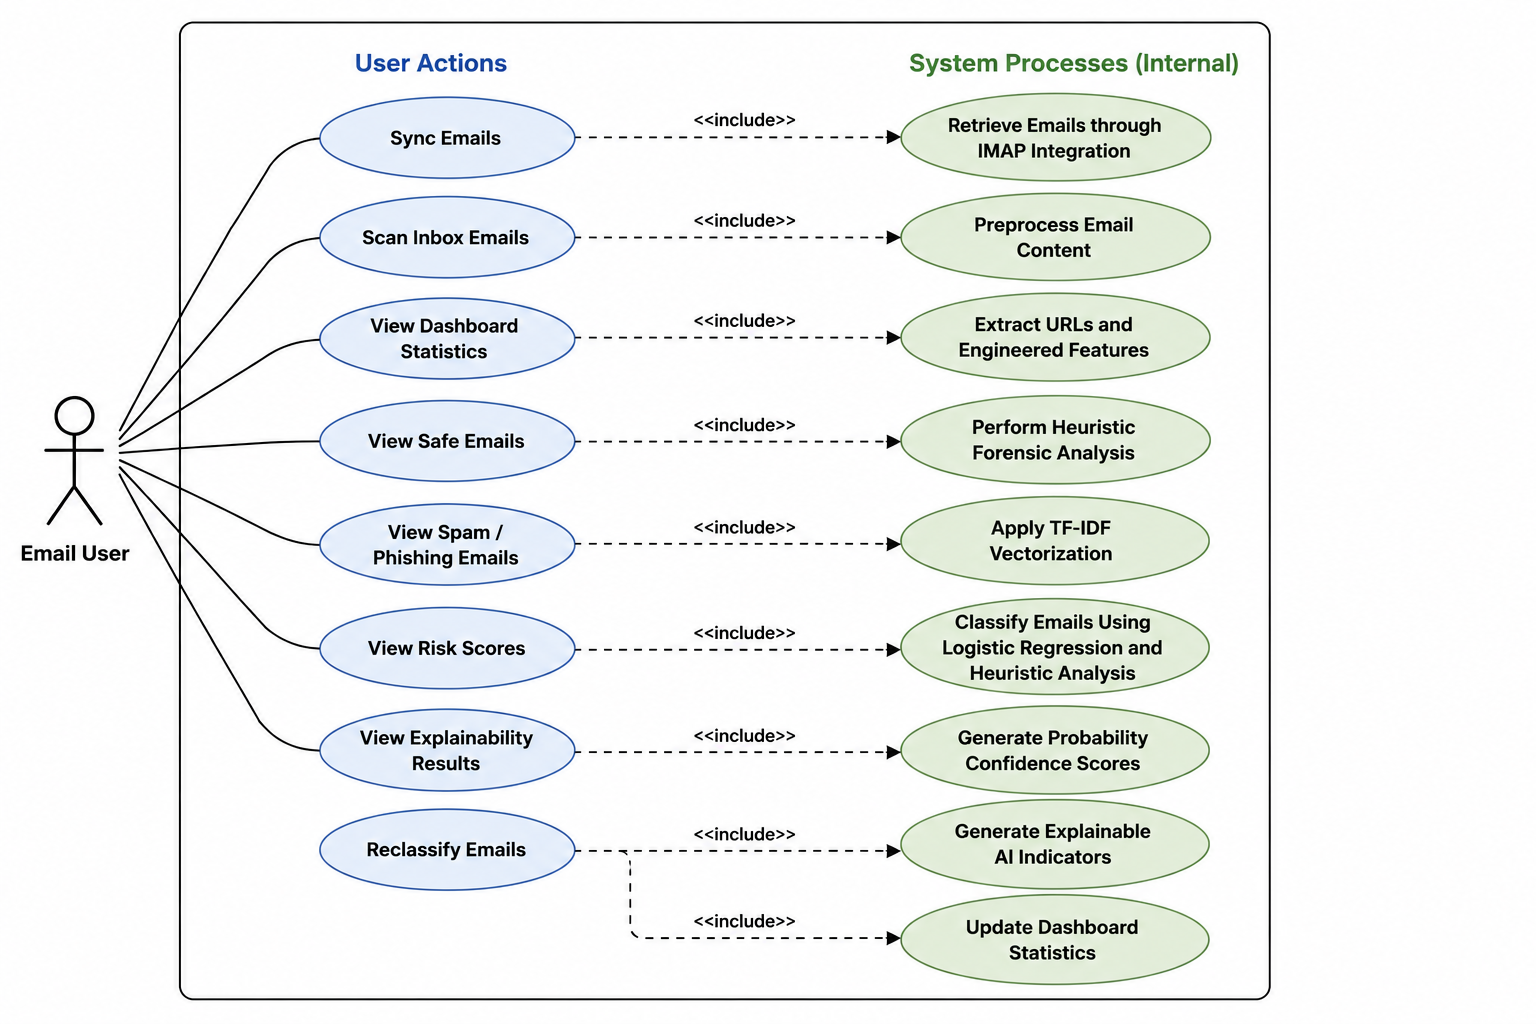 User Actions
System Processes (Internal)
Sync Emails
<<include>>
Retrieve Emails through
IMAP Integration
Scan Inbox Emails
<<include>>
Preprocess Email
Content
View Dashboard
Statistics
<<include>>
Extract URLs and
Engineered Features
View Safe Emails
<<include>>
Perform Heuristic
Forensic Analysis
Email User
View Spam /
Phishing Emails
<<include>>
Apply TF-IDF
Vectorization
View Risk Scores
<<include>>
Classify Emails Using
Logistic Regression and
Heuristic Analysis
View Explainability
Results
<<include>>
Generate Probability
Confidence Scores
Reclassify Emails
<<include>>
Generate Explainable
AI Indicators
<<include>>
Update Dashboard
Statistics